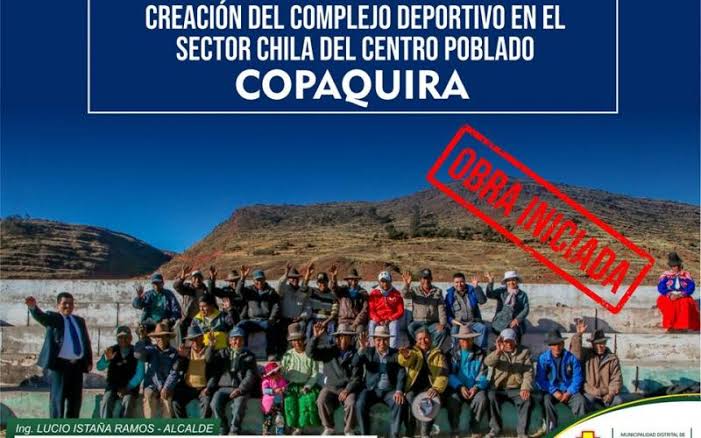 CREACIÓN DEL COMPLEJO DEPORTIVO EN EL
SECTOR CHILA DEL CENTRO POBLADO
COPAQUIRA
OBRA INICIADA
Ing. LUCIO ISTAÑA RAMOS - ALCALDE
MUNICIPALIDAD DISTRITAL DE